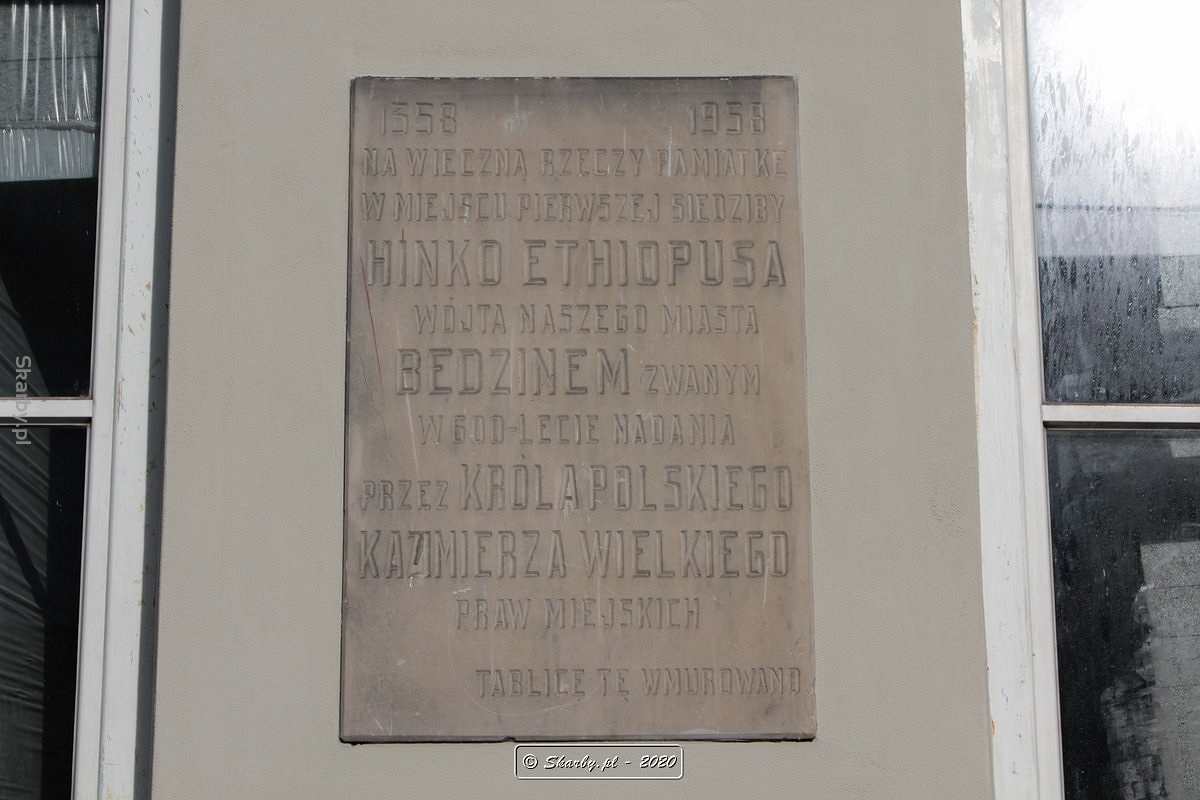 1358 1958
NA WIECZNĄ RZECZY PAMIATKĘ
W MIEJSCU PIERWSZEJ SIEDZIBY
HINKO ETHIOPUSA
WÓJTA NASZEGO MIASTA
BĘDZINEM ZWANYM
W 600-LECIE NADANIA
PRZEZ KRÓLA POLSKIEGO
KAZIMIERZA WIELKIEGO
PRAW MIEJSKICH
TABLICĘ TĘ WMUROWANO
© Skarby.pl - 2020
Skarby.pl